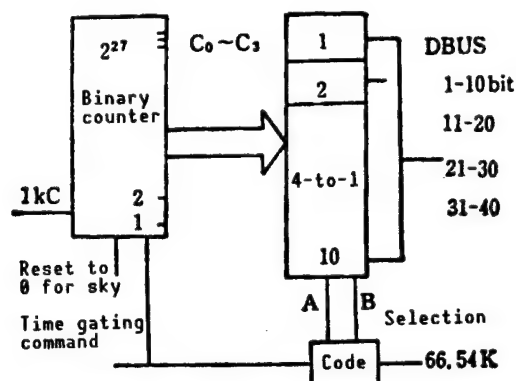 2²⁷
Binary
counter
2
1
1kC
Reset to
0 for sky
Time gating
command
C₀~C₃
1
2
4-to-1
10
A
B
Selection
Code
66.54K
DBUS
1-10bit
11-20
21-30
31-40